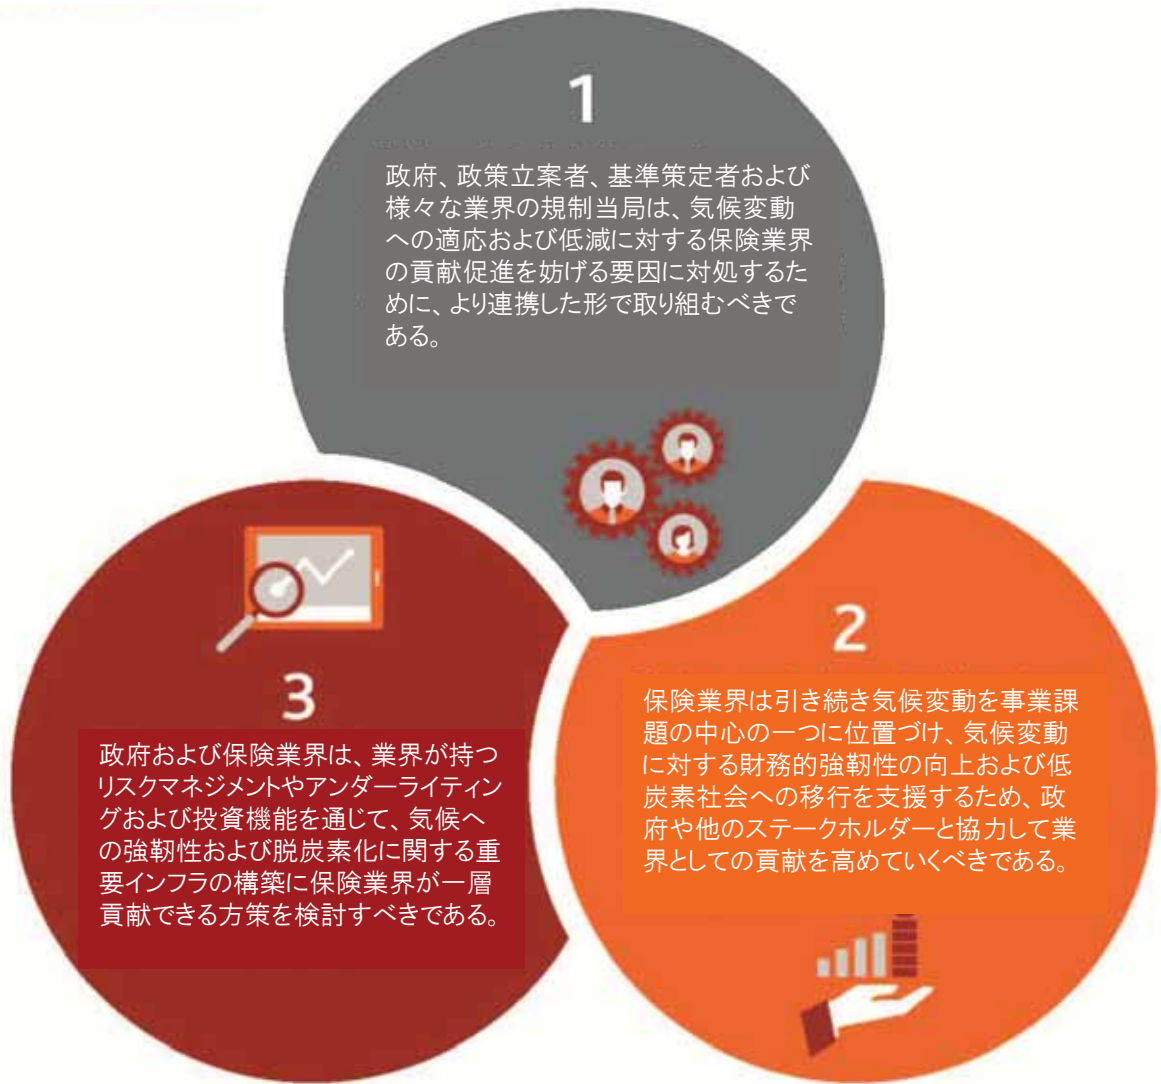 1
政府、政策立案者、基準策定者および
様々な業界の規制当局は、気候変動
への適応および低減に対する保険業界
の貢献促進を妨げる要因に対処するた
めに、より連携した形で取り組むべきで
ある。
2
保険業界は引き続き気候変動を事業課
題の中心の一つに位置づけ、気候変動
に対する財務的強靭性の向上および低
炭素社会への移行を支援するため、政
府や他のステークホルダーと協力して業
界としての貢献を高めていくべきである。
3
政府および保険業界は、業界が持つ
リスクマネジメントやアンダーライティン
グおよび投資機能を通じて、気候へ
の強靭性および脱炭素化に関する重
要インフラの構築に保険業界が一層
貢献できる方策を検討すべきである。